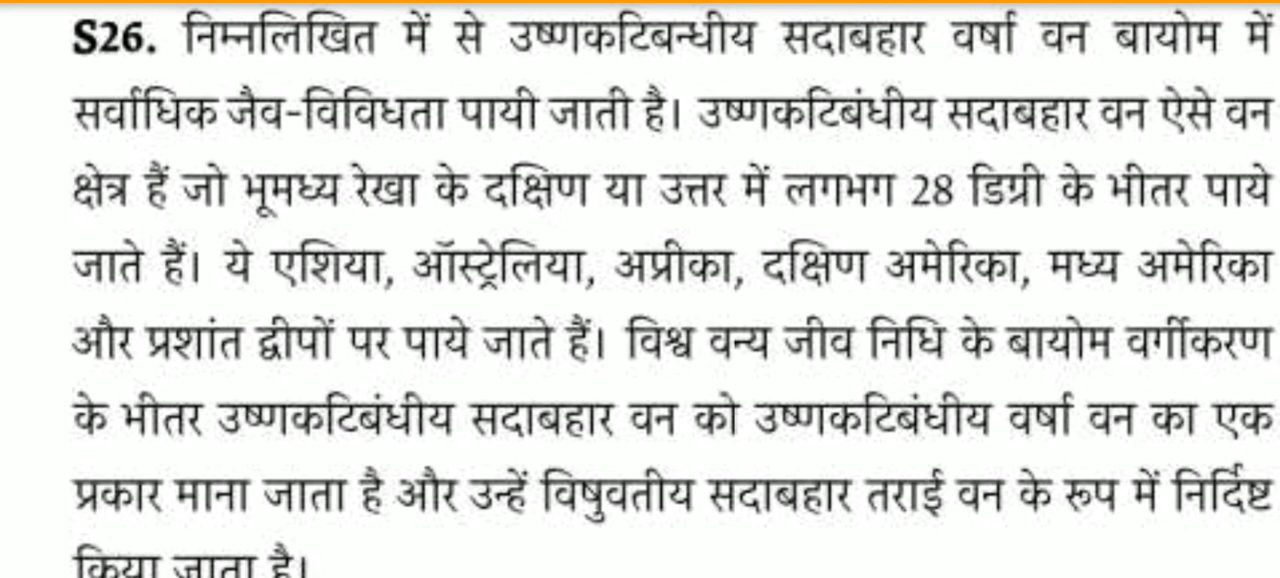 S26. निम्नलिखित में से उष्णकटिबन्धीय सदाबहार वर्षा वन बायोम में
सर्वाधिक जैव-विविधता पायी जाती है। उष्णकटिबंधीय सदाबहार वन ऐसे वन
क्षेत्र हैं जो भूमध्य रेखा के दक्षिण या उत्तर में लगभग 28 डिग्री के भीतर पाये
जाते हैं। ये एशिया, ऑस्ट्रेलिया, अफ्रीका, दक्षिण अमेरिका, मध्य अमेरिका
और प्रशांत द्वीपों पर पाये जाते हैं। विश्व वन्य जीव निधि के बायोम वर्गीकरण
के भीतर उष्णकटिबंधीय सदाबहार वन को उष्णकटिबंधीय वर्षा वन का एक
प्रकार माना जाता है और उन्हें विषुवतीय सदाबहार तराई वन के रूप में निर्दिष्ट
किया जाता है।